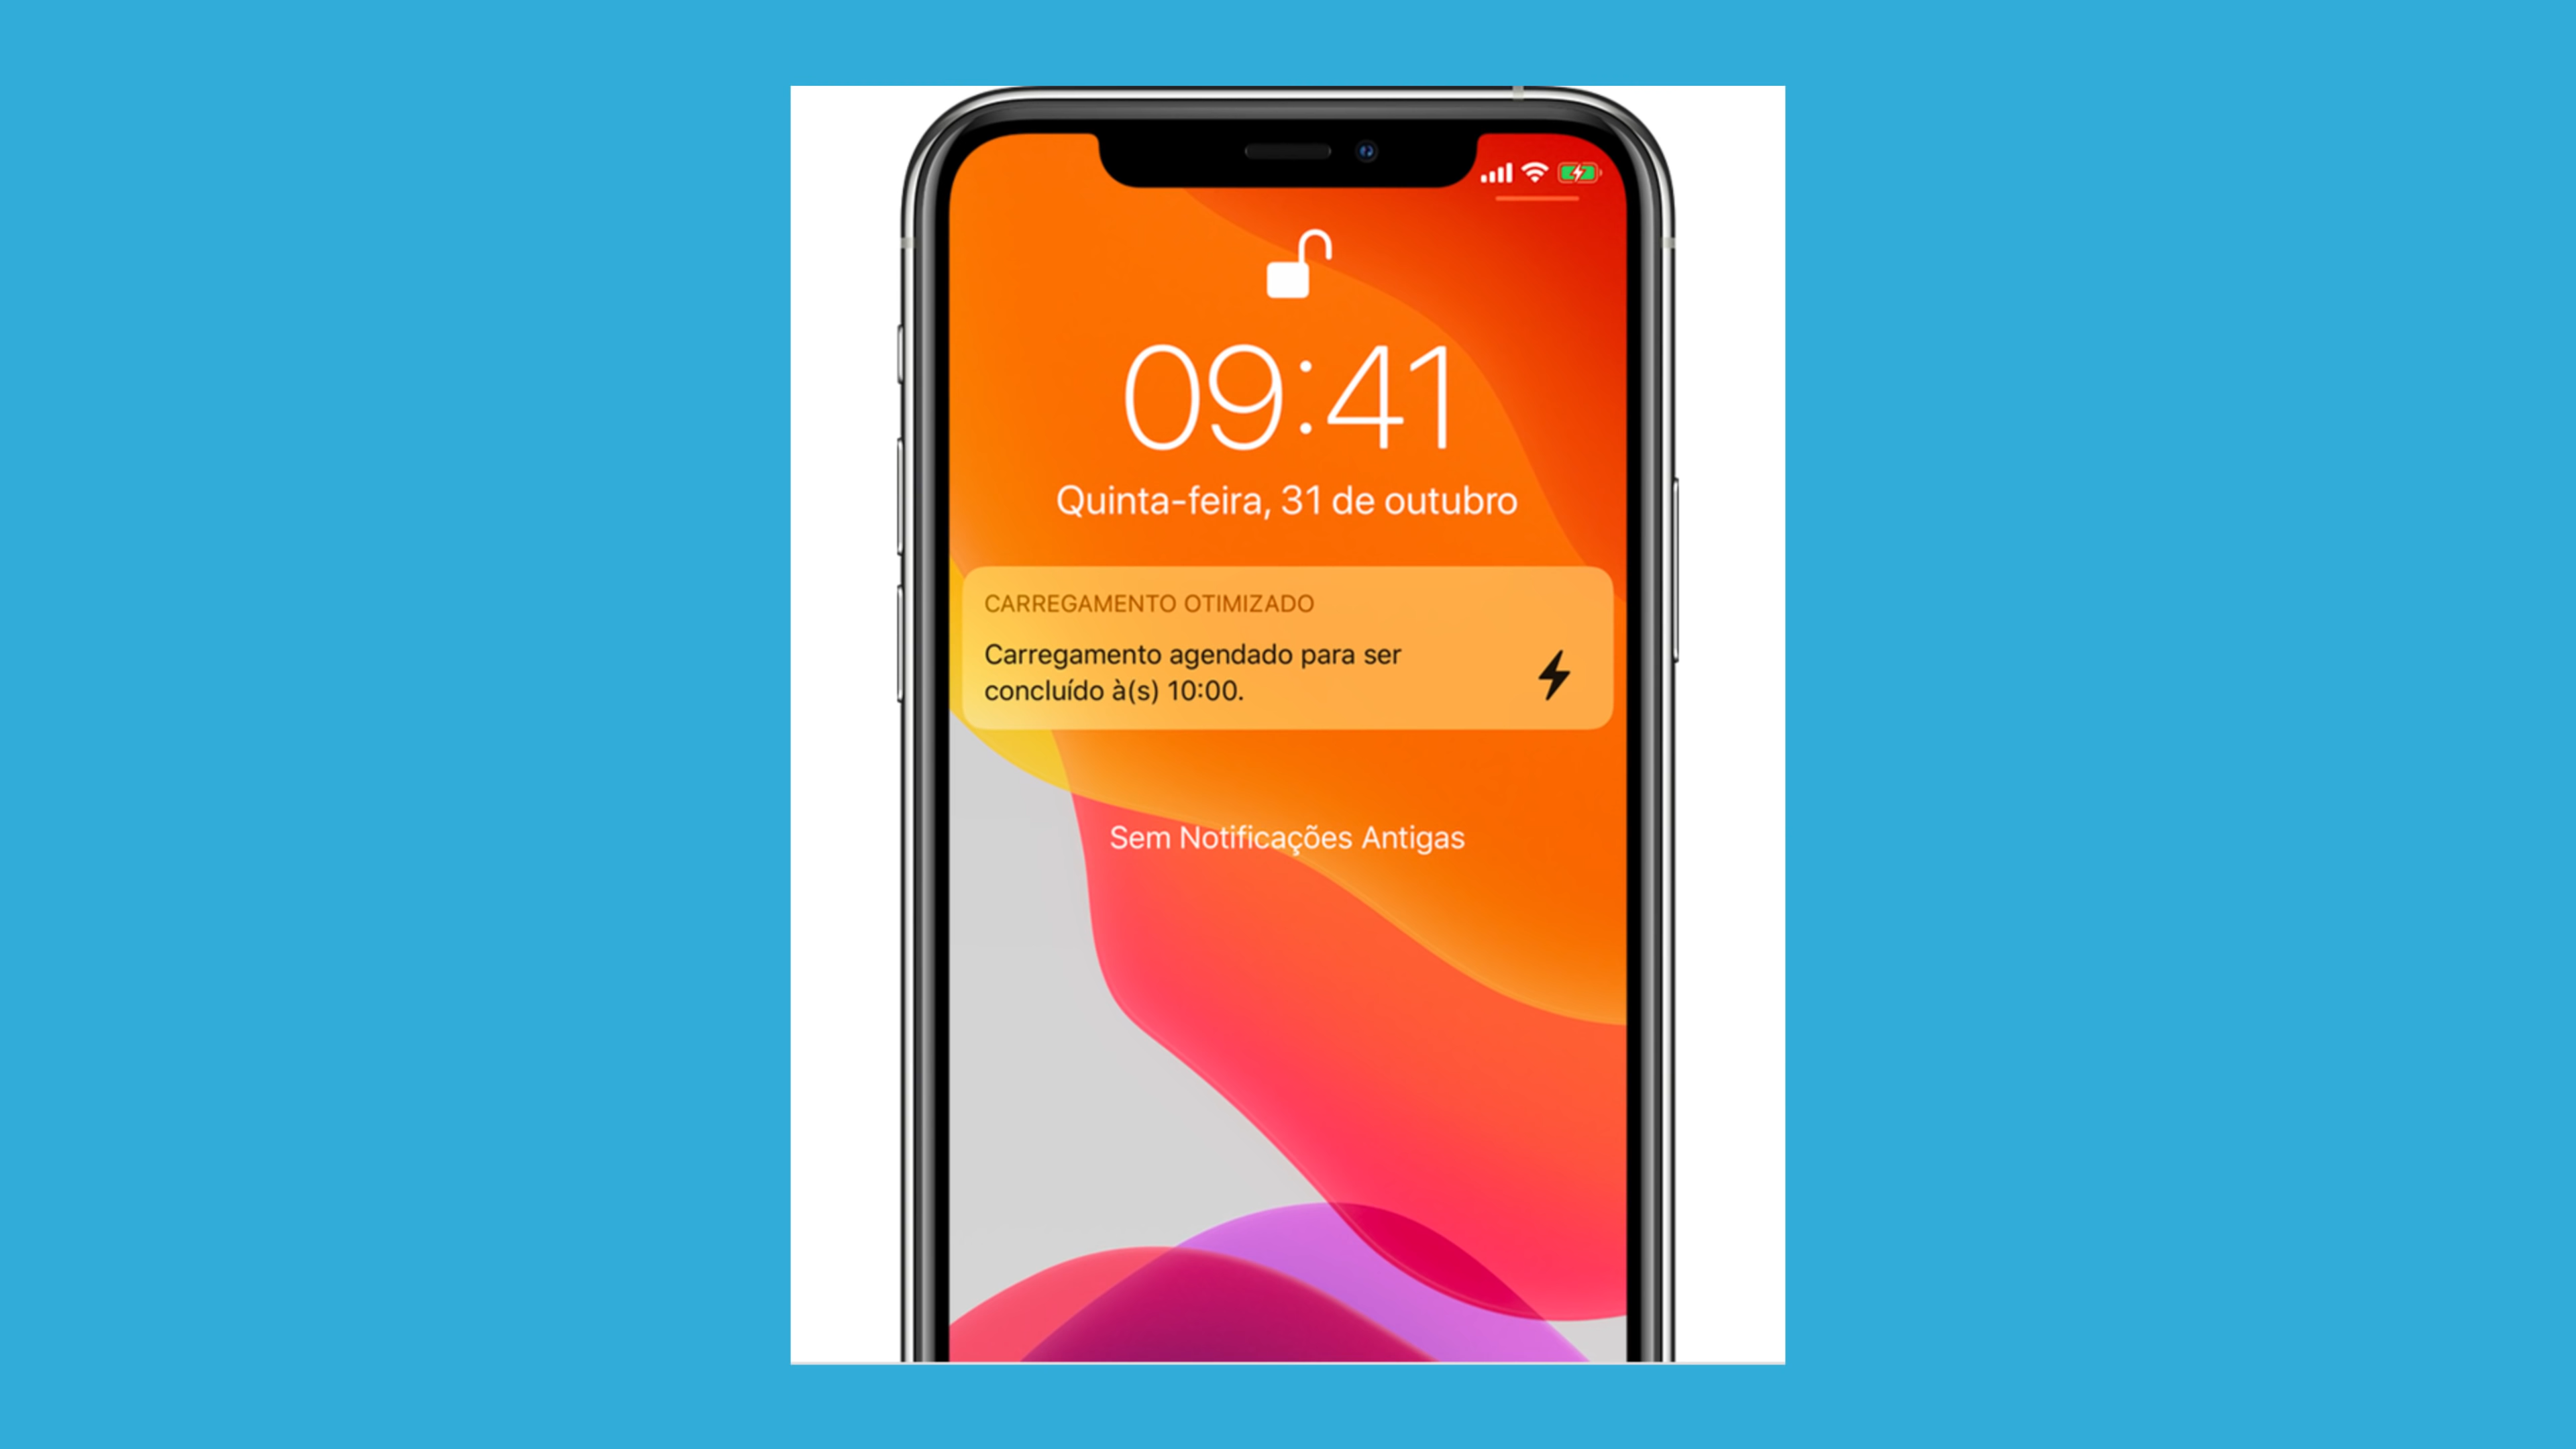 09:41
Quinta-feira, 31 de outubro
CARREGAMENTO OTIMIZADO
Carregamento agendado para ser
concluído à(s) 10:00.
Sem Notificações Antigas